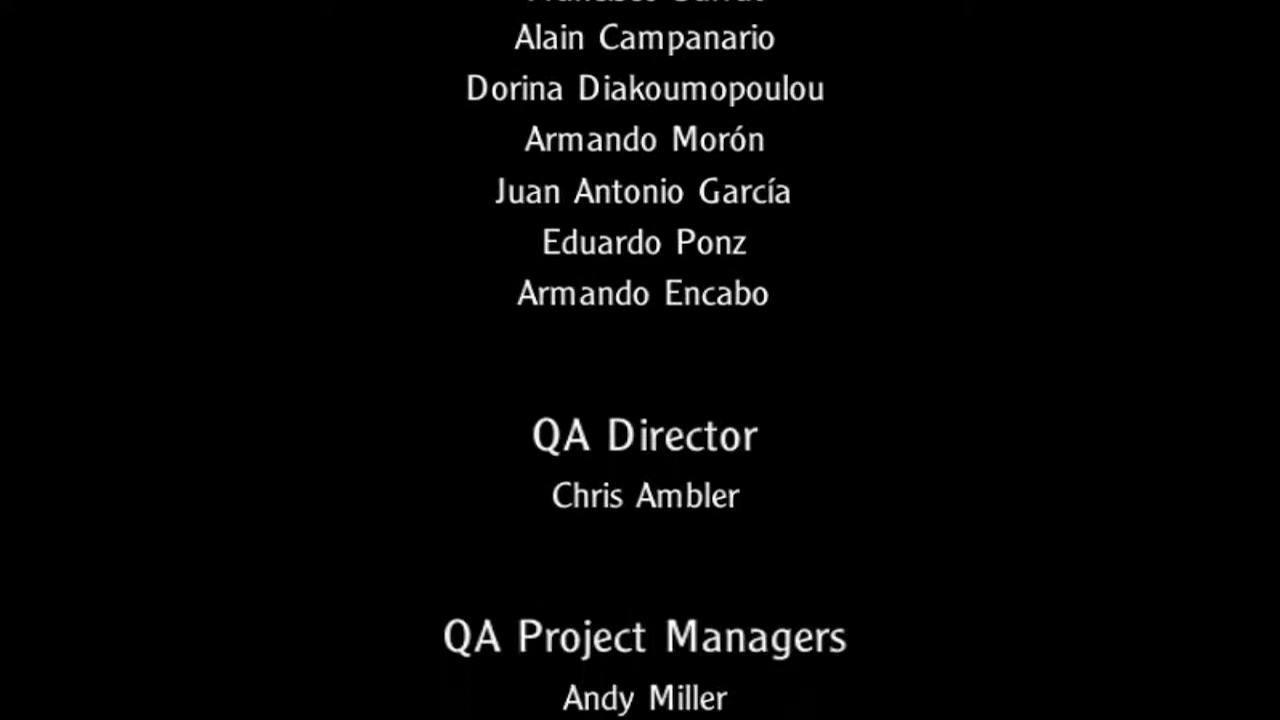 Alain Campanario
Dorina Diakoumopoulou
Armando Morón
Juan Antonio García
Eduardo Ponz
Armando Encabo
QA Director
Chris Ambler
QA Project Managers
Andy Miller